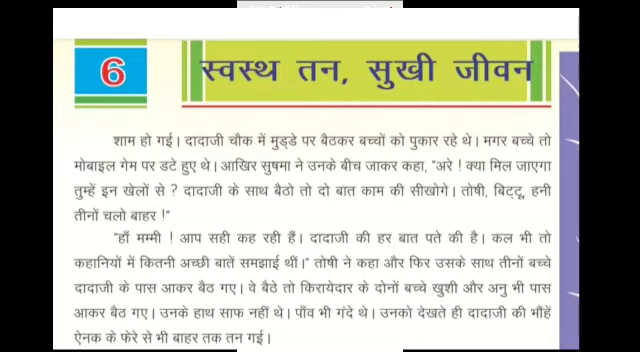 6
स्वस्थ तन, सुखी जीवन
शाम हो गई। दादाजी चौक में मुड्डे पर बैठकर बच्चों को पुकार रहे थे। मगर बच्चे तो
मोबाइल गेम पर डटे हुए थे। आखिर सुषमा ने उनके बीच जाकर कहा, "अरे ! क्या मिल जाएगा
तुम्हें इन खेलों से ? दादाजी के साथ बैठो तो दो बात काम की सीखोगे। तोषी, बिट्टू, हनी
तीनों चलो बाहर !"
"हाँ मम्मी ! आप सही कह रही हैं। दादाजी की हर बात पते की है। कल भी तो
कहानियों में कितनी अच्छी बातें समझाई थीं।" तोषी ने कहा और फिर उसके साथ तीनों बच्चे
दादाजी के पास आकर बैठ गए। वे बैठे तो किरायेदार के दोनों बच्चे खुशी और अनु भी पास
आकर बैठ गए। उनके हाथ साफ नहीं थे। पाँव भी गंदे थे। उनको देखते ही दादाजी की भौंहें
ऐनक के फेरे से भी बाहर तक तन गई।